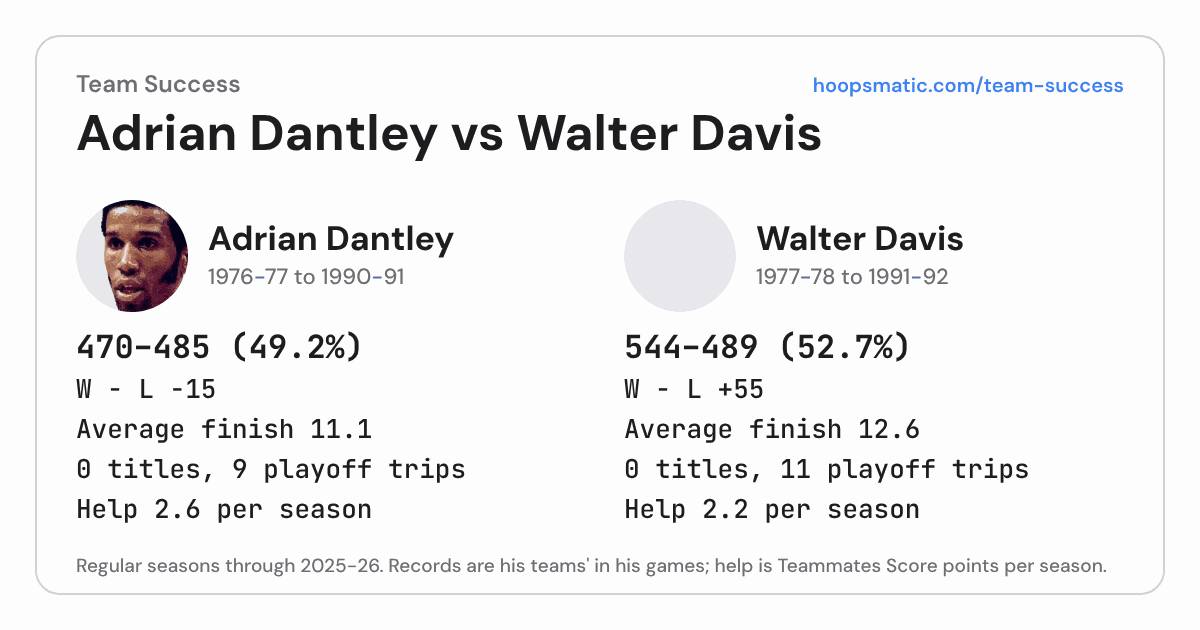 Team Success
hoopsmatic.com/team-success
Adrian Dantley vs Walter Davis
Adrian Dantley
1976–77 to 1990–91
470–485 (49.2%)
W - L -15
Average finish 11.1
0 titles, 9 playoff trips
Help 2.6 per season
Walter Davis
1977–78 to 1991–92
544–489 (52.7%)
W - L +55
Average finish 12.6
0 titles, 11 playoff trips
Help 2.2 per season
Regular seasons through 2025-26. Records are his teams' in his games; help is Teammates Score points per season.